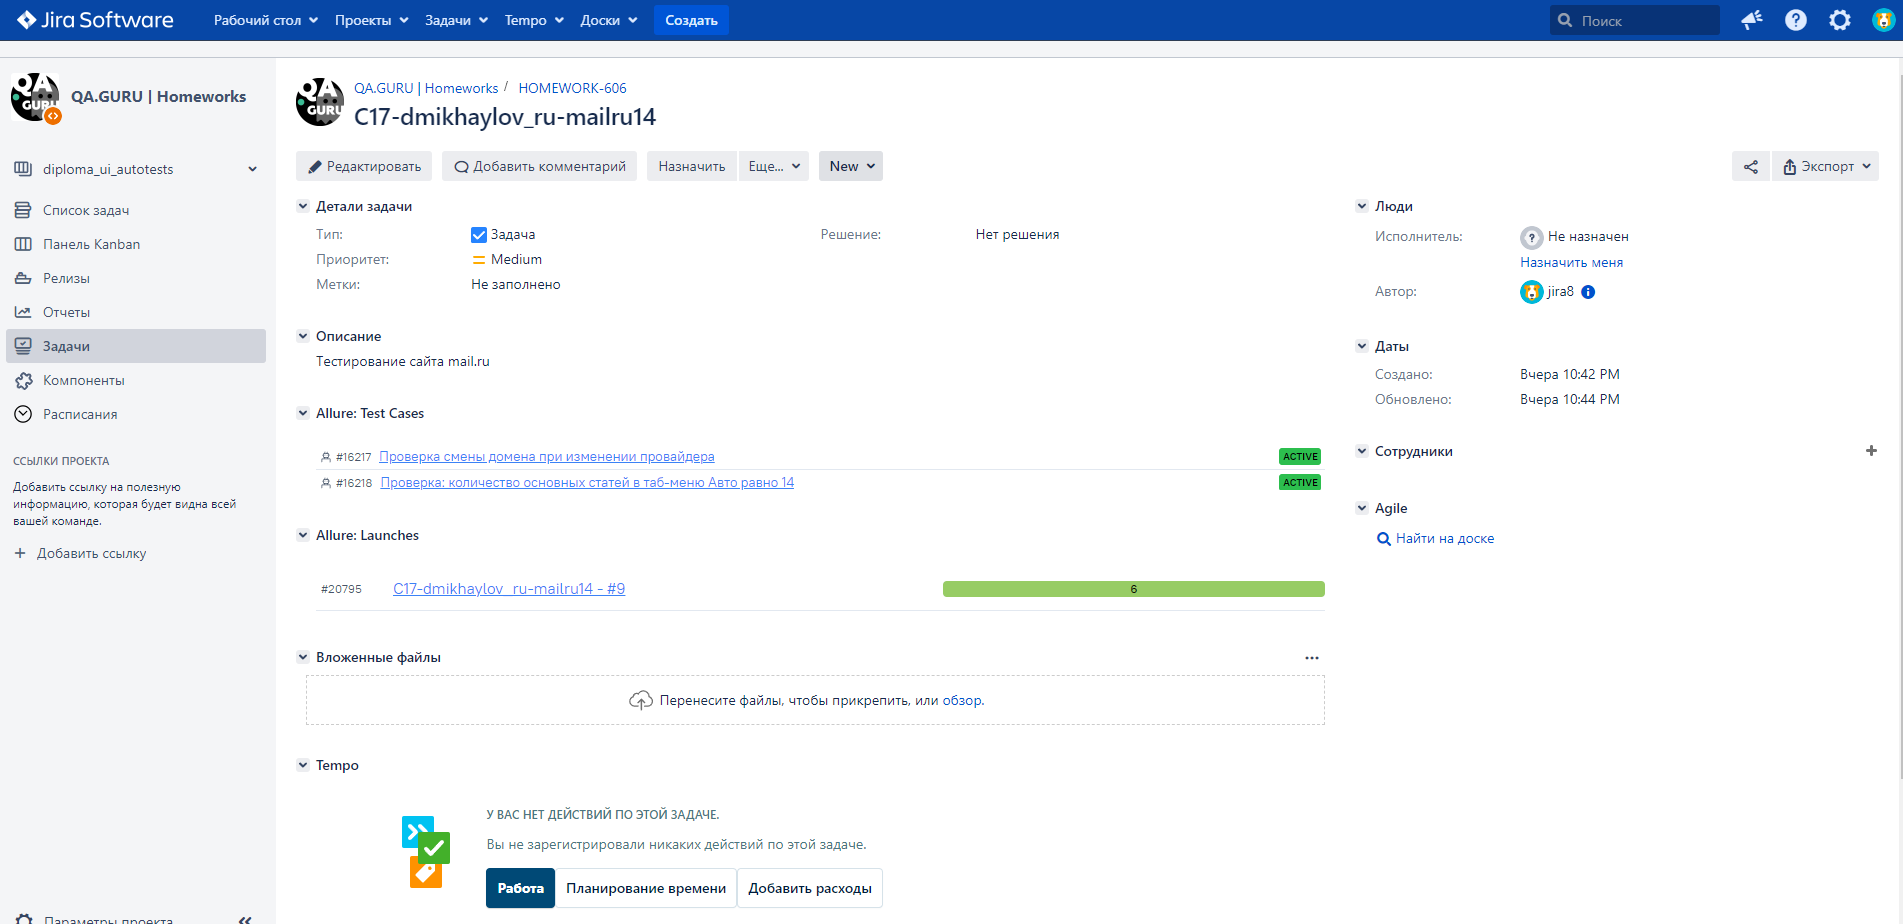 Jira Software
Рабочий стол
Проекты
Задачи
Tempo
Доски
Создать
Поиск
QA GURU
QA.GURU | Homeworks
diploma_ui_autotests
Список задач
Панель Kanban
Релизы
Отчеты
Задачи
Компоненты
Расписания
ССЫЛКИ ПРОЕКТА
Добавить ссылку на полезную
информацию, которая будет видна всей
вашей команде.
Добавить ссылку
Параметры проекта
QA GURU
QA.GURU | Homeworks / HOMEWORK-606
C17-dmikhaylov_ru-mailru14
Редактировать
Добавить комментарий
Назначить
Еще...
New
Экспорт
Детали задачи
Тип: Задача
Решение: Нет решения
Приоритет: Medium
Метки: Не заполнено
Описание
Тестирование сайта mail.ru
Allure: Test Cases
#16217 Проверка смены домена при изменении провайдера ACTIVE
#16218 Проверка: количество основных статей в таб-меню Авто равно 14 ACTIVE
Allure: Launches
#20795 C17-dmikhaylov_ru-mailru14 - #9 6
Вложенные файлы
Перенесите файлы, чтобы прикрепить, или обзор.
Tempo
У ВАС НЕТ ДЕЙСТВИЙ ПО ЭТОЙ ЗАДАЧЕ.
Вы не зарегистрировали никаких действий по этой задаче.
Работа
Планирование времени
Добавить расходы
Люди
Исполнитель: Не назначен
Назначить меня
Автор: jira8
Даты
Создано: Вчера 10:42 PM
Обновлено: Вчера 10:44 PM
Сотрудники
Agile
Найти на доске